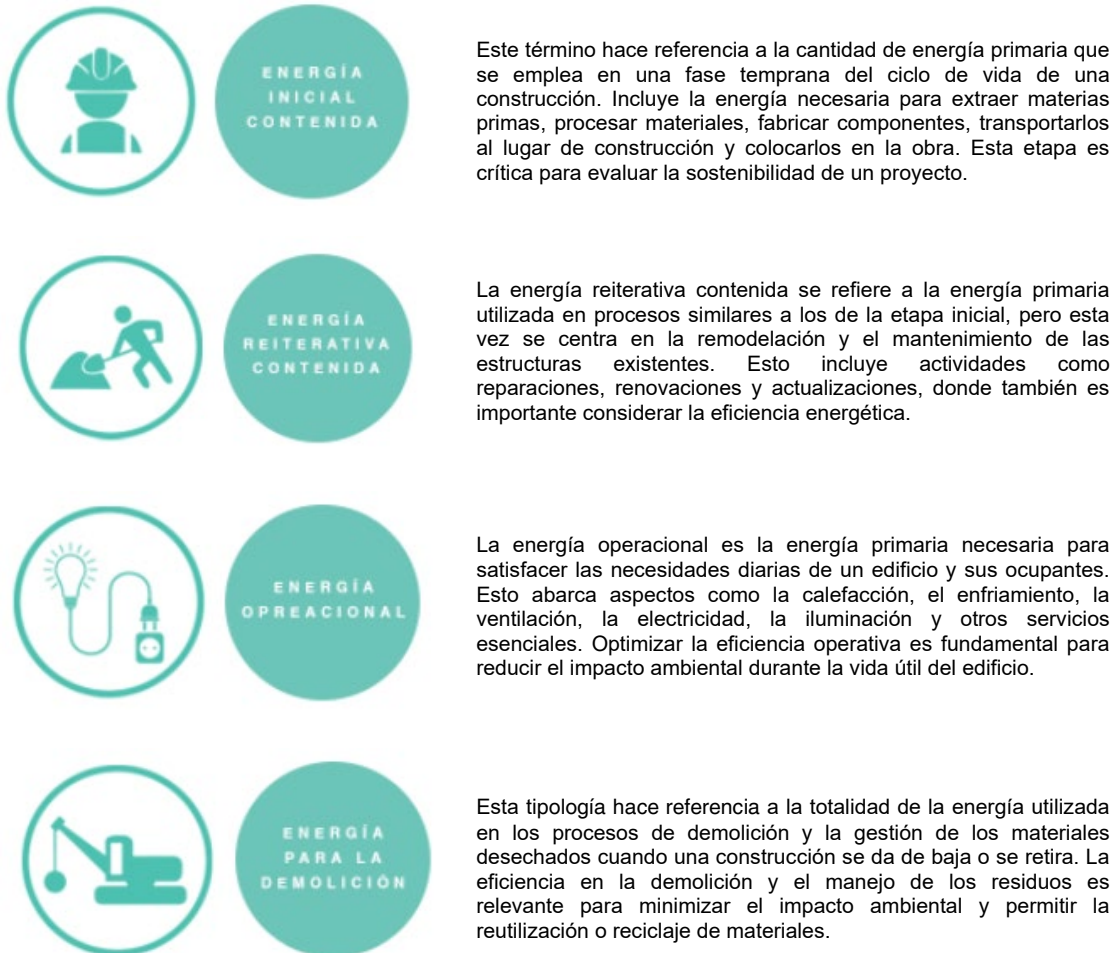 ENERGÍA
INICIAL
CONTENIDA
Este término hace referencia a la cantidad de energía primaria que
se emplea en una fase temprana del ciclo de vida de una
construcción. Incluye la energía necesaria para extraer materias
primas, procesar materiales, fabricar componentes, transportarlos
al lugar de construcción y colocarlos en la obra. Esta etapa es
crítica para evaluar la sostenibilidad de un proyecto.
ENERGÍA
REITERATIVA
CONTENIDA
La energía reiterativa contenida se refiere a la energía primaria
utilizada en procesos similares a los de la etapa inicial, pero esta
vez se centra en la remodelación y el mantenimiento de las
estructuras existentes. Esto incluye actividades como
reparaciones, renovaciones y actualizaciones, donde también es
importante considerar la eficiencia energética.
ENERGÍA
OPREACIONAL
La energía operacional es la energía primaria necesaria para
satisfacer las necesidades diarias de un edificio y sus ocupantes.
Esto abarca aspectos como la calefacción, el enfriamiento, la
ventilación, la electricidad, la iluminación y otros servicios
esenciales. Optimizar la eficiencia operativa es fundamental para
reducir el impacto ambiental durante la vida útil del edificio.
ENERGÍA
PARA LA
DEMOLICIÓN
Esta tipología hace referencia a la totalidad de la energía utilizada
en los procesos de demolición y la gestión de los materiales
desechados cuando una construcción se da de baja o se retira. La
eficiencia en la demolición y el manejo de los residuos es
relevante para minimizar el impacto ambiental y permitir la
reutilización o reciclaje de materiales.